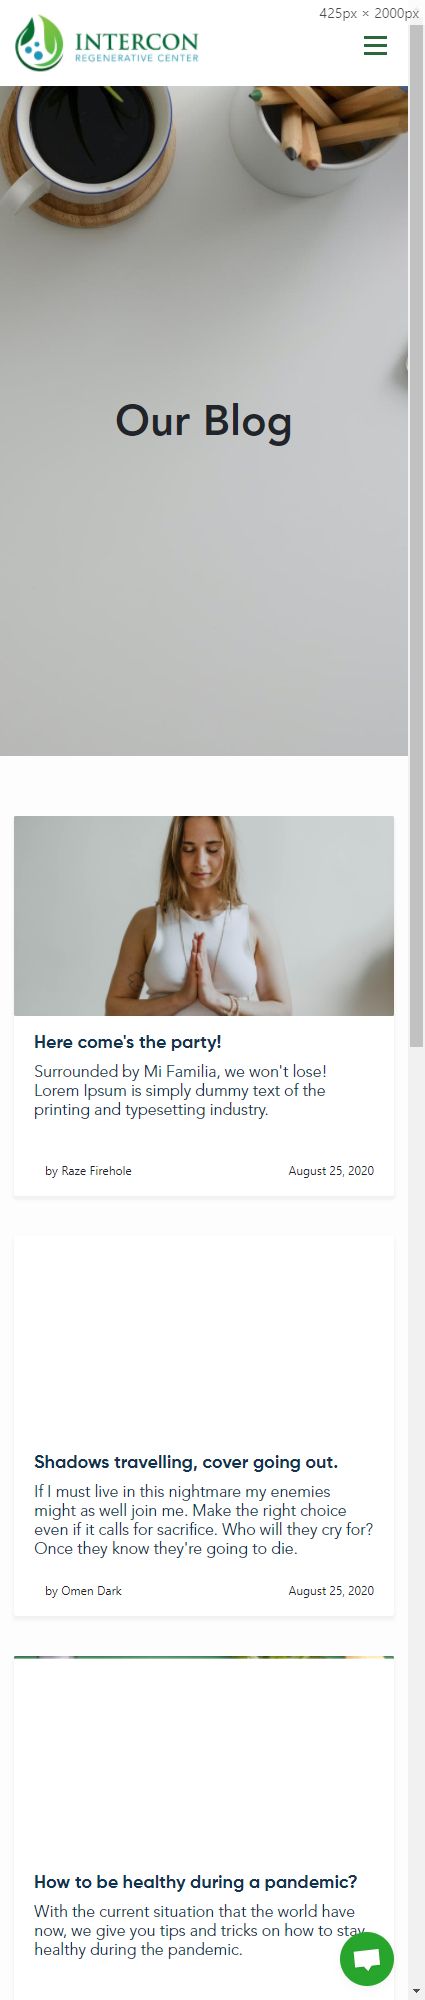 425px × 2000px
INTERCON
REGENERATIVE CENTER
Our Blog
Here come's the party!
Surrounded by Mi Familia, we won't lose!
Lorem Ipsum is simply dummy text of the
printing and typesetting industry.
by Raze Firehole August 25, 2020
Shadows travelling, cover going out.
If I must live in this nightmare my enemies
might as well join me. Make the right choice
even if it calls for sacrifice. Who will they cry for?
Once they know they're going to die.
by Omen Dark August 25, 2020
How to be healthy during a pandemic?
With the current situation that the world have
now, we give you tips and tricks on how to stay
healthy during the pandemic.